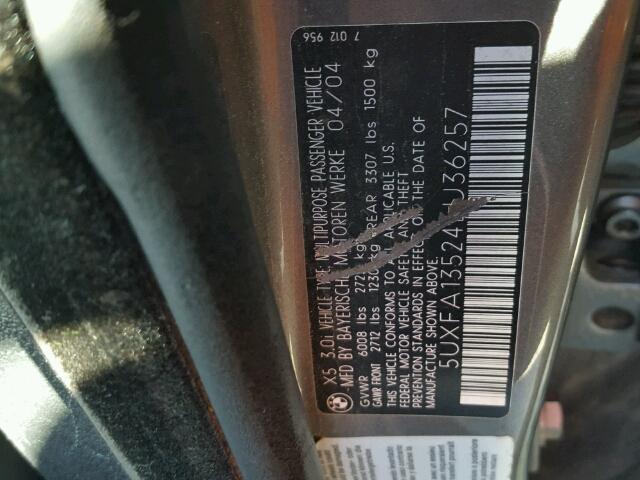 7 012 956
X5 3.0i VEHICLE TYPE: MULTIPURPOSE PASSENGER VEHICLE
MFD BY BAYERISCHE MOTOREN WERKE 04/04
GVWR 6008 lbs kg
GAWR FRONT 2712 lbs 1230 kg REAR 3307 lbs 1500 kg
THIS VEHICLE CONFORMS TO ALL APPLICABLE U.S.
FEDERAL MOTOR VEHICLE SAFETY AND THEFT
PREVENTION STANDARDS IN EFFECT ON THE DATE OF
MANUFACTURE SHOWN ABOVE.